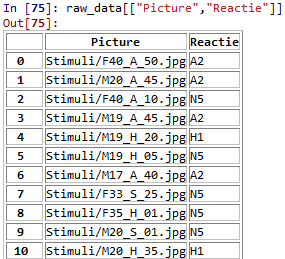 In [75]: raw_data[["Picture","Reactie"]]
Out[75]:
Picture Reactie
0 Stimuli/F40_A_50.jpg A2
1 Stimuli/M20_A_45.jpg A2
2 Stimuli/F40_A_10.jpg N5
3 Stimuli/M19_A_45.jpg A2
4 Stimuli/M19_H_20.jpg H1
5 Stimuli/M19_H_05.jpg N5
6 Stimuli/M17_A_40.jpg A2
7 Stimuli/F33_S_25.jpg N5
8 Stimuli/F35_H_01.jpg N5
9 Stimuli/M20_S_01.jpg N5
10 Stimuli/M20_H_35.jpg H1